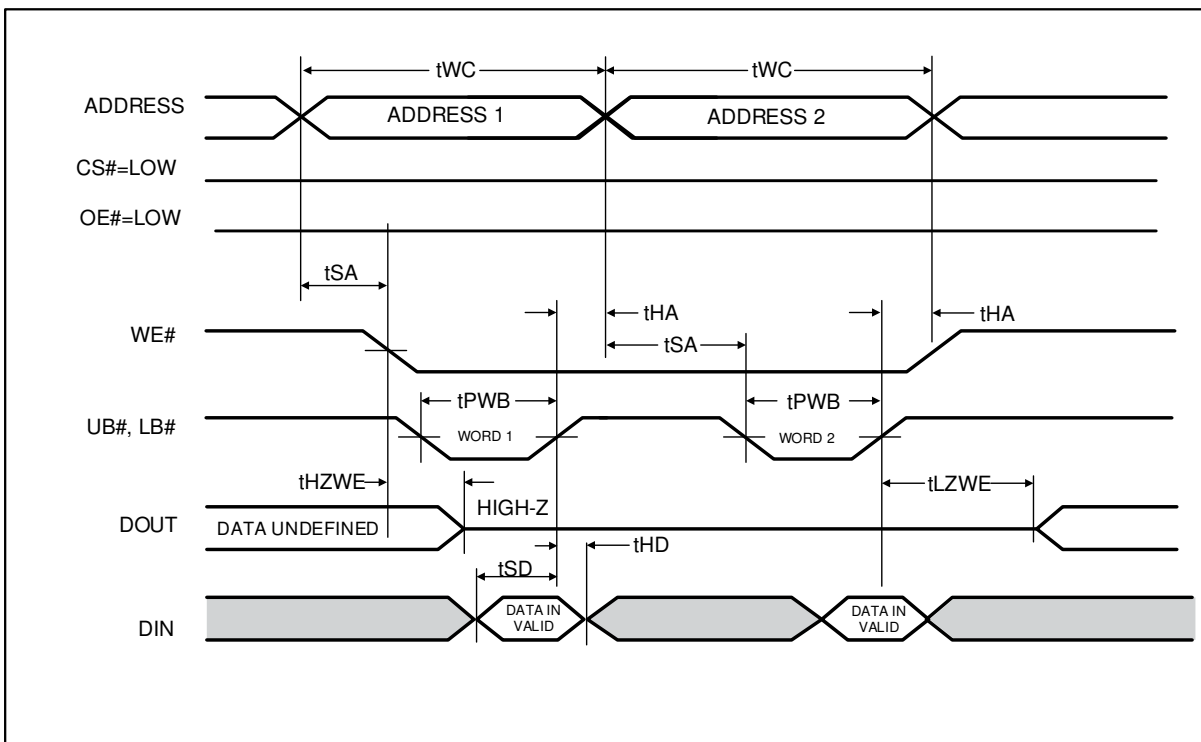 tWC tWC
ADDRESS ADDRESS 1 ADDRESS 2
CS#=LOW
OE#=LOW
tSA
WE# tHA tHA
tSA
tPWB tPWB
UB#, LB# WORD 1 WORD 2
tHZWE tLZWE
HIGH-Z
DOUT DATA UNDEFINED
tHD
tSD
DIN DATA IN VALID DATA IN VALID